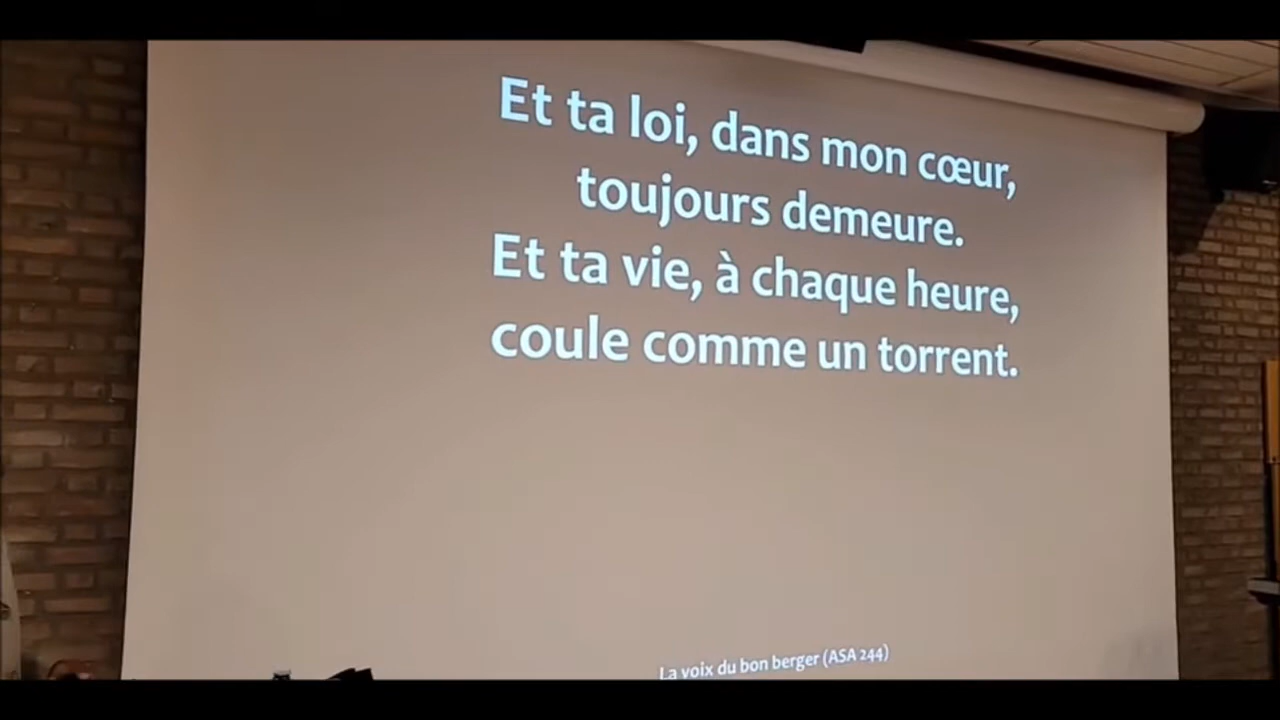 Et ta loi, dans mon cœur,
toujours demeure.
Et ta vie, à chaque heure,
coule comme un torrent.
La voix du bon berger (ASA 244)